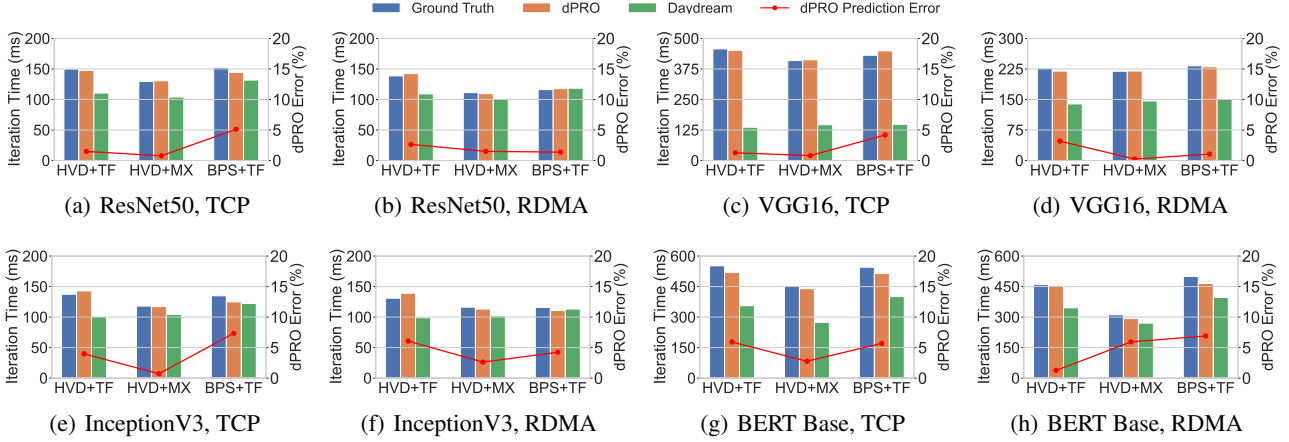 Ground Truth dPRO Daydream dPRO Prediction Error
Iteration Time (ms)
200
150
100
50
0
HVD+TF HVD+MX BPS+TF
20
15
10
5
0
dPRO Error (%)
(a) ResNet50, TCP
Iteration Time (ms)
200
150
100
50
0
HVD+TF HVD+MX BPS+TF
20
15
10
5
0
dPRO Error (%)
(b) ResNet50, RDMA
Iteration Time (ms)
500
375
250
125
0
HVD+TF HVD+MX BPS+TF
20
15
10
5
0
dPRO Error (%)
(c) VGG16, TCP
Iteration Time (ms)
300
225
150
75
0
HVD+TF HVD+MX BPS+TF
20
15
10
5
0
dPRO Error (%)
(d) VGG16, RDMA
Iteration Time (ms)
200
150
100
50
0
HVD+TF HVD+MX BPS+TF
20
15
10
5
0
dPRO Error (%)
(e) InceptionV3, TCP
Iteration Time (ms)
200
150
100
50
0
HVD+TF HVD+MX BPS+TF
20
15
10
5
0
dPRO Error (%)
(f) InceptionV3, RDMA
Iteration Time (ms)
600
450
300
150
0
HVD+TF HVD+MX BPS+TF
20
15
10
5
0
dPRO Error (%)
(g) BERT Base, TCP
Iteration Time (ms)
600
450
300
150
0
HVD+TF HVD+MX BPS+TF
20
15
10
5
0
dPRO Error (%)
(h) BERT Base, RDMA